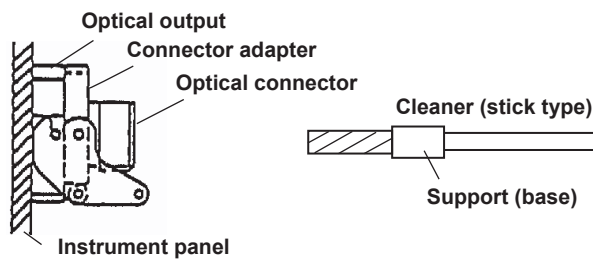 Optical output
Connector adapter
Optical connector
Cleaner (stick type)
Support (base)
Instrument panel